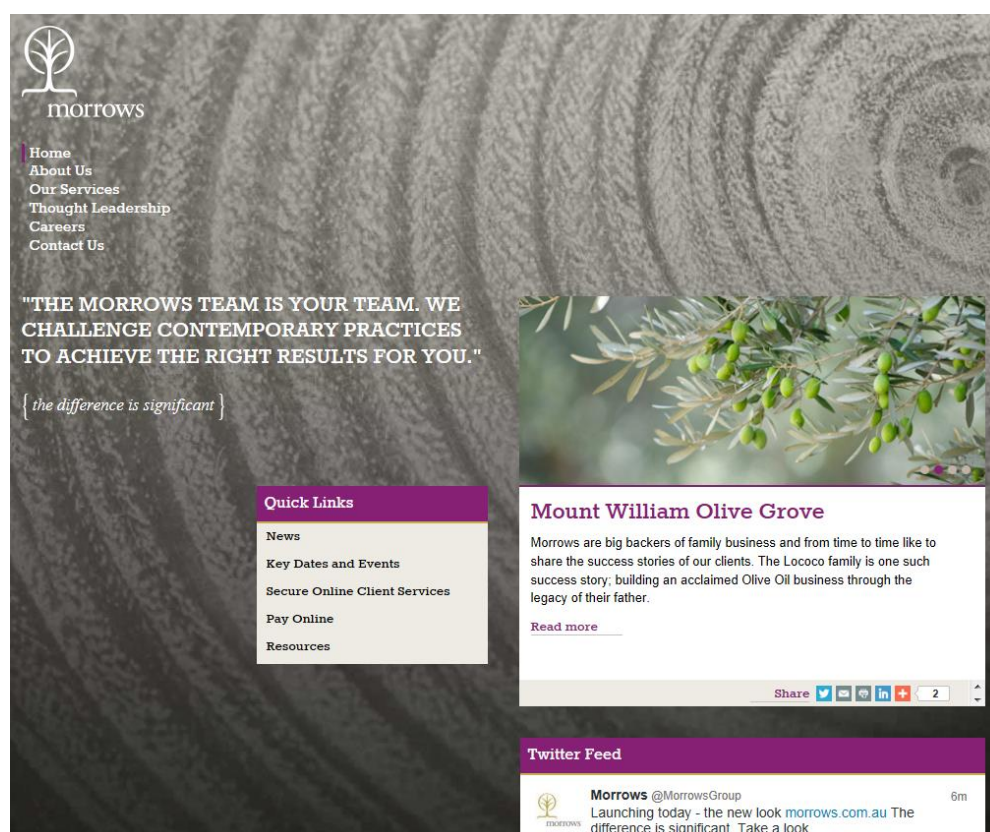 morrows
Home
About Us
Our Services
Thought Leadership
Careers
Contact Us
"THE MORROWS TEAM IS YOUR TEAM. WE
CHALLENGE CONTEMPORARY PRACTICES
TO ACHIEVE THE RIGHT RESULTS FOR YOU."
{ the difference is significant }
Quick Links
News
Key Dates and Events
Secure Online Client Services
Pay Online
Resources
Mount William Olive Grove
Morrows are big backers of family business and from time to time like to
share the success stories of our clients. The Lococo family is one such
success story; building an acclaimed Olive Oil business through the
legacy of their father.
Read more
Share 2
Twitter Feed
morrows
Morrows @MorrowsGroup 6m
Launching today - the new look morrows.com.au The
difference is significant. Take a look